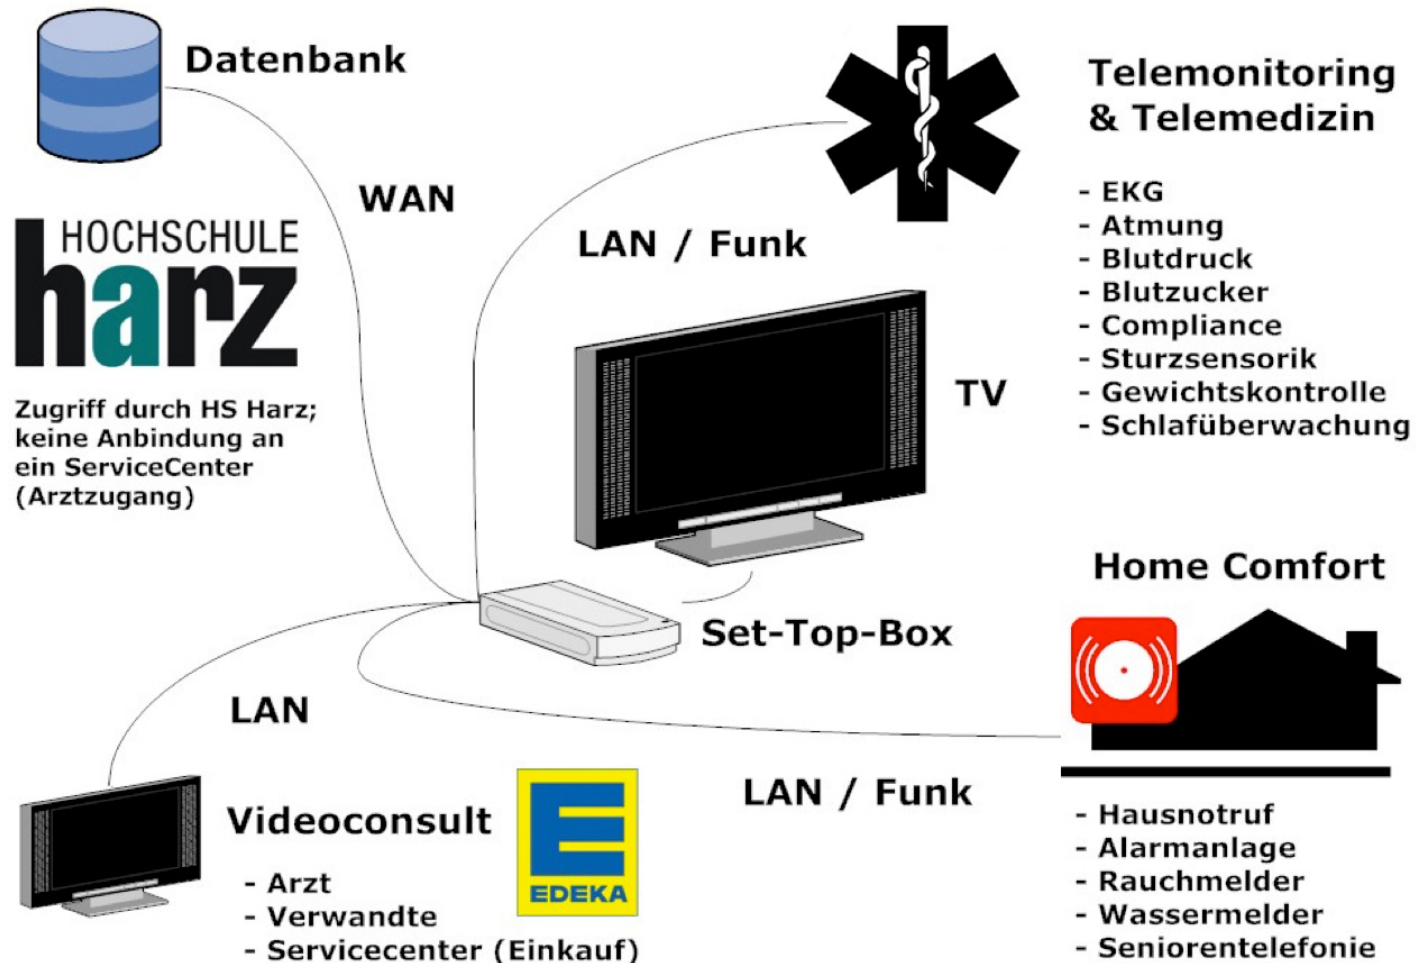 Datenbank
WAN
HOCHSCHULE
harz
Zugriff durch HS Harz;
keine Anbindung an
ein ServiceCenter
(Arztzugang)
LAN / Funk
Telemonitoring
& Telemedizin
- EKG
- Atmung
- Blutdruck
- Blutzucker
- Compliance
- Sturzsensorik
- Gewichtskontrolle
- Schlafüberwachung
TV
Set-Top-Box
LAN
Videoconsult
- Arzt
- Verwandte
- Servicecenter (Einkauf)
E
EDEKA
LAN / Funk
Home Comfort
- Hausnotruf
- Alarmanlage
- Rauchmelder
- Wassermelder
- Seniorentelefonie